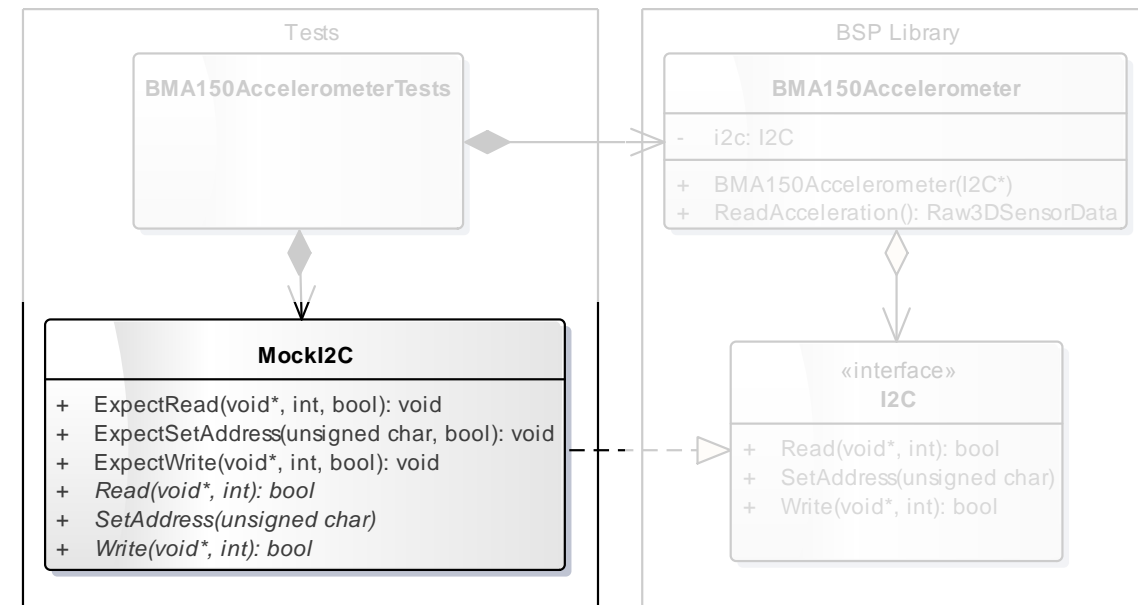 Tests
BMA150AccelerometerTests
MockI2C
+ ExpectRead(void*, int, bool): void
+ ExpectSetAddress(unsigned char, bool): void
+ ExpectWrite(void*, int, bool): void
+ Read(void*, int): bool
+ SetAddress(unsigned char)
+ Write(void*, int): bool
BSP Library
BMA150Accelerometer
- i2c: I2C
+ BMA150Accelerometer(I2C*)
+ ReadAcceleration(): Raw3DSensorData
«interface»
I2C
+ Read(void*, int): bool
+ SetAddress(unsigned char)
+ Write(void*, int): bool